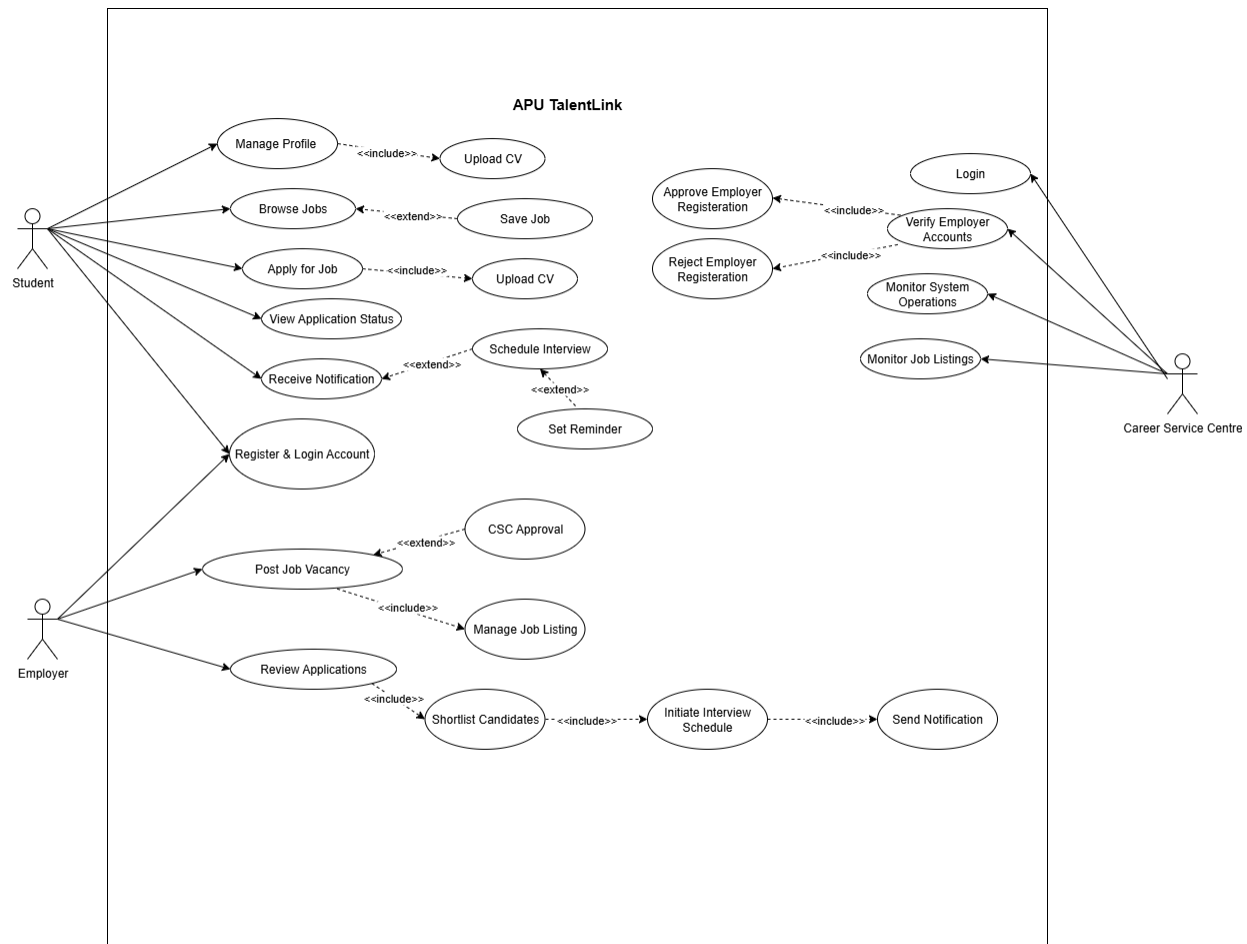 APU TalentLink
Manage Profile
<<include>>
Upload CV
Browse Jobs
<<extend>>
Save Job
Apply for Job
<<include>>
Upload CV
View Application Status
Student
Receive Notification
<<extend>>
Schedule Interview
<<extend>>
Set Reminder
Register & Login Account
Approve Employer
Registeration
<<include>>
Reject Employer
Registeration
<<include>>
Login
Verify Employer
Accounts
Monitor System
Operations
Monitor Job Listings
Career Service Centre
CSC Approval
<<extend>>
Post Job Vacancy
<<include>>
Manage Job Listing
Employer
Review Applications
<<include>>
Shortlist Candidates
<<include>>
Initiate Interview
Schedule
<<include>>
Send Notification